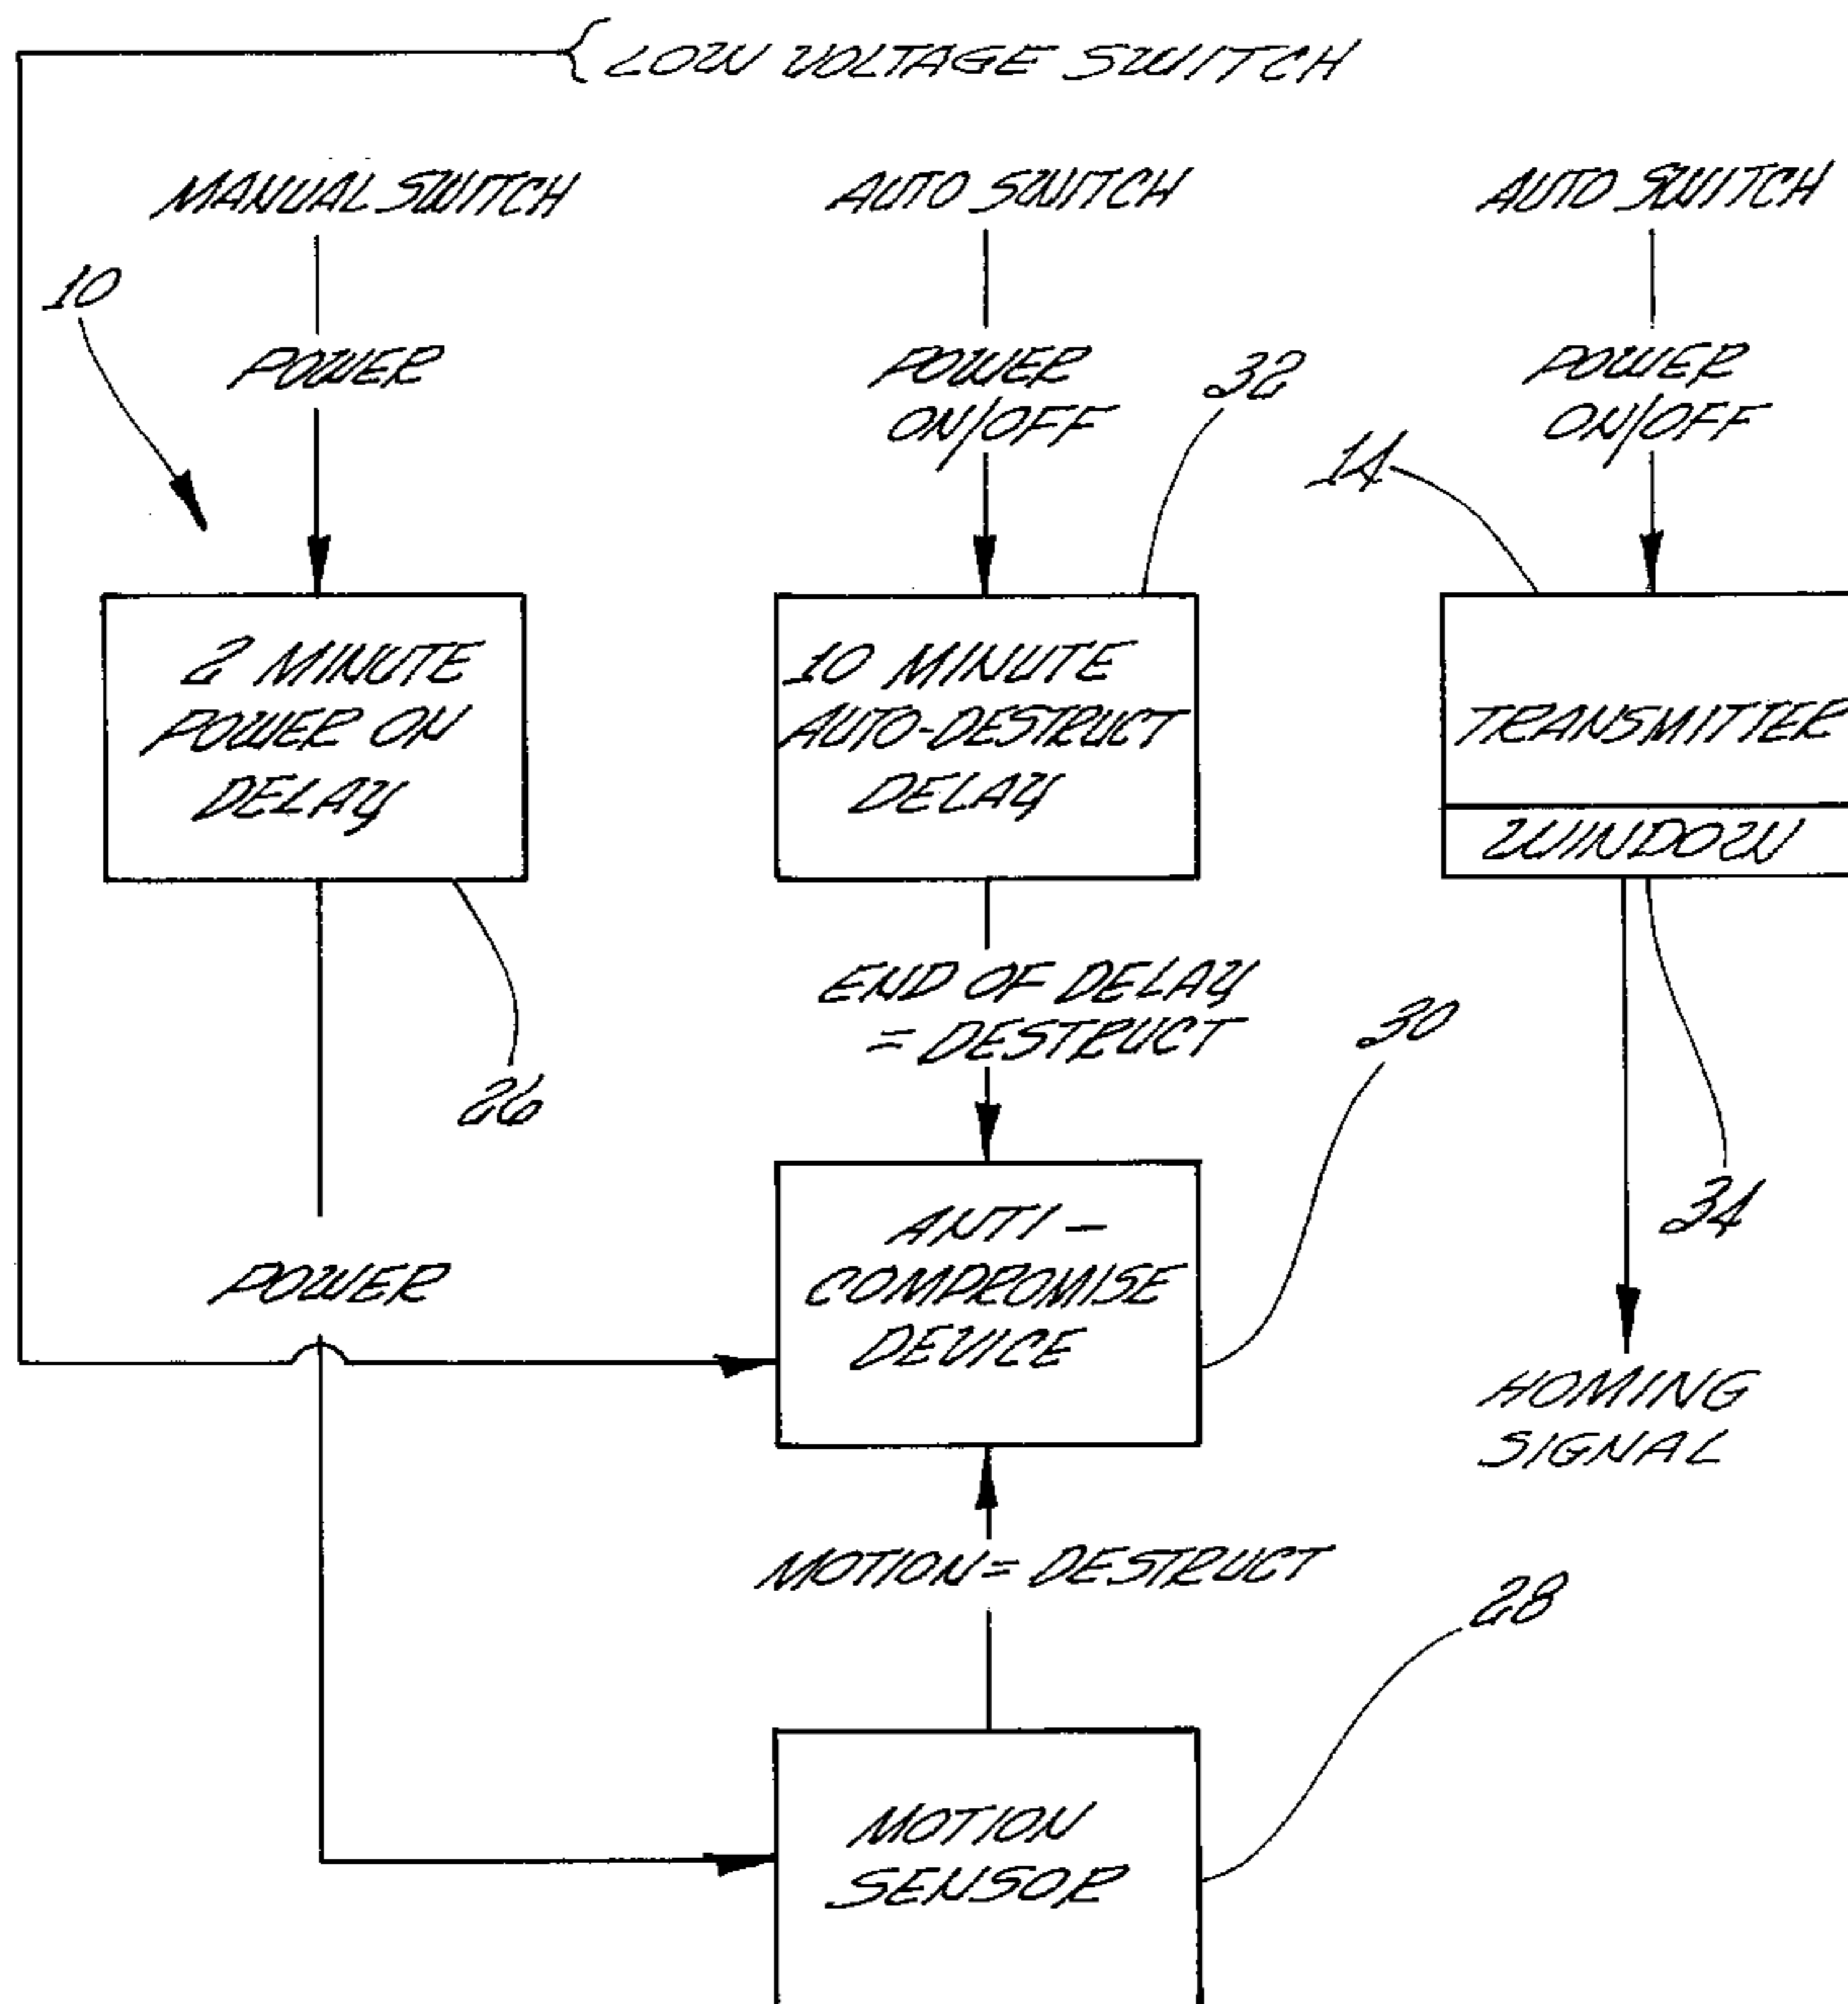 LOW VOLTAGE SWITCH
MANUAL SWITCH
AUTO SWITCH
AUTO SWITCH
10
POWER
POWER
ON/OFF
32
POWER
ON/OFF
14
2 MINUTE
POWER ON
DELAY
10 MINUTE
AUTO-DESTRUCT
DELAY
TRANSMITTER
WINDOW
26
END OF DELAY
= DESTRUCT
30
34
POWER
ANTI-
COMPROMISE
DEVICE
HOMING
SIGNAL
MOTION = DESTRUCT
28
MOTION
SENSOR